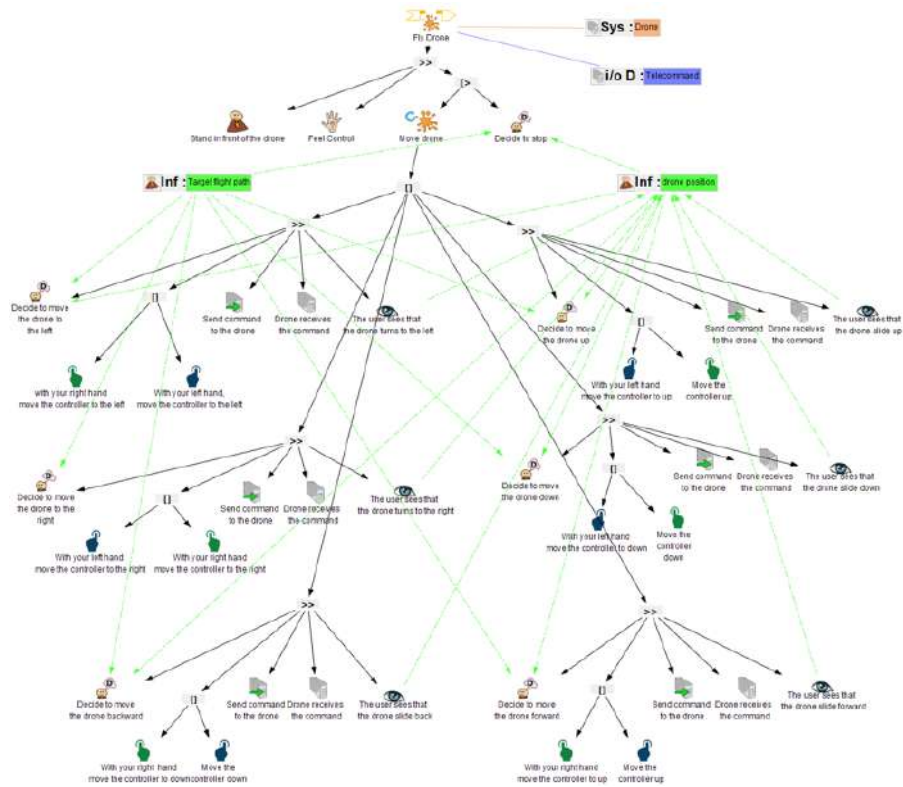 Fly Drone
Sys : Drone
i/o D : Telecommand
>>
[>
Stand in front of the drone
Feel Control
Move drone
Decide to stop
Inf : Target flight path
[]
Inf : drone position
>>
>>
Decide to move
the drone to
the left
[]
Send command
to the drone
Drone receives
the command
The user sees that
the drone turns to the left
Decide to move
the drone up
[]
Send command
to the drone
Drone receives
the command
The user sees that
the drone slide up
With your right hand
move the controller to the left
With your left hand,
move the controller to the left
With your left hand
move the controller to up
Move the
controller up
>>
>>
Decide to move
the drone to the
right
[]
Send command
to the drone
Drone receives
the command
The user sees that
the drone turns to the right
Decide to move
the drone down
[]
Send command
to the drone
Drone receives
the command
The user sees that
the drone slide down
With your left hand
move the controller to the right
With your right hand
move the controller to the right
With your left hand
move the controller to down
Move the
controller
down
>>
>>
Decide to move
the drone backward
[]
Send command
to the drone
Drone receives
the command
The user sees that
the drone slide back
Decide to move
the drone forward
[]
Send command
to the drone
Drone receives
the command
The user sees that
the drone slide forward
With your right hand
move the controller to down
Move the
controller down
With your right hand
move the controller to up
Move the
controller up